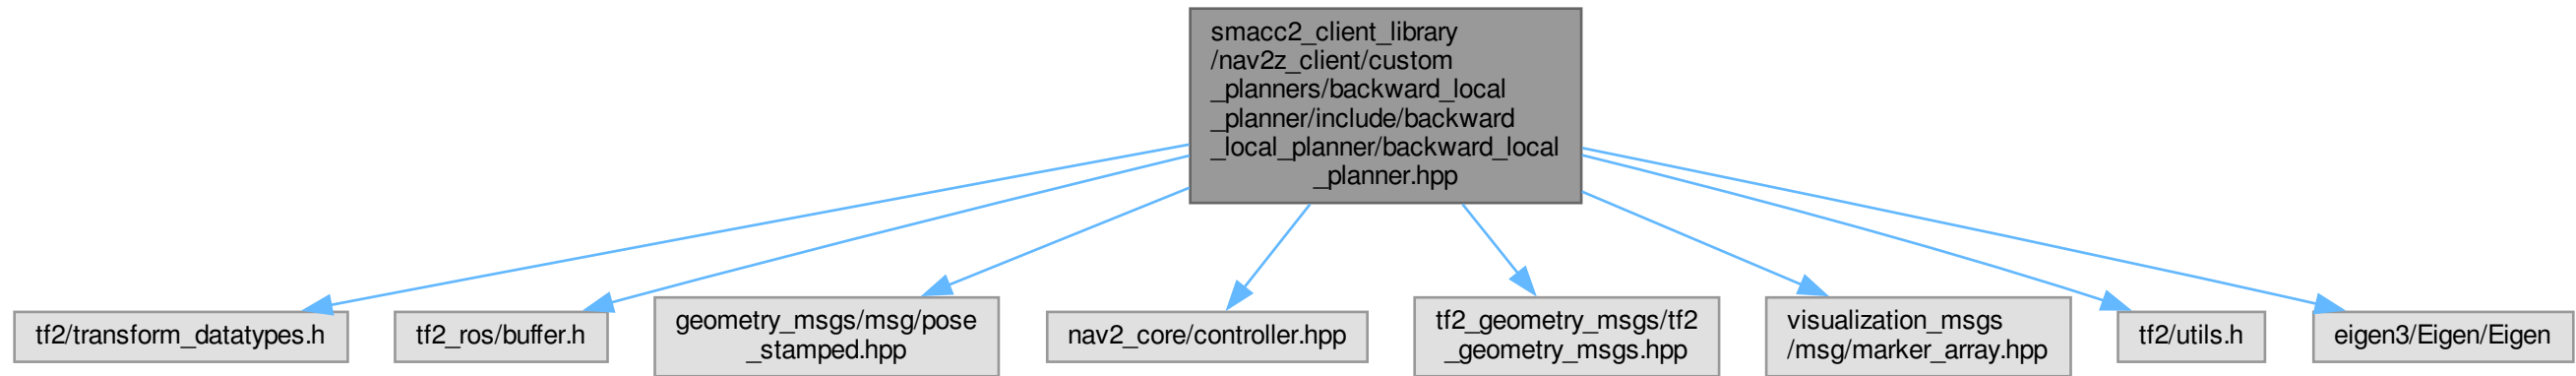 smacc2_client_library
/nav2z_client/custom
_planners/backward_local
_planner/include/backward
_local_planner/backward_local
_planner.hpp
tf2/transform_datatypes.h
tf2_ros/buffer.h
geometry_msgs/msg/pose
_stamped.hpp
nav2_core/controller.hpp
tf2_geometry_msgs/tf2
_geometry_msgs.hpp
visualization_msgs
/msg/marker_array.hpp
tf2/utils.h
eigen3/Eigen/Eigen